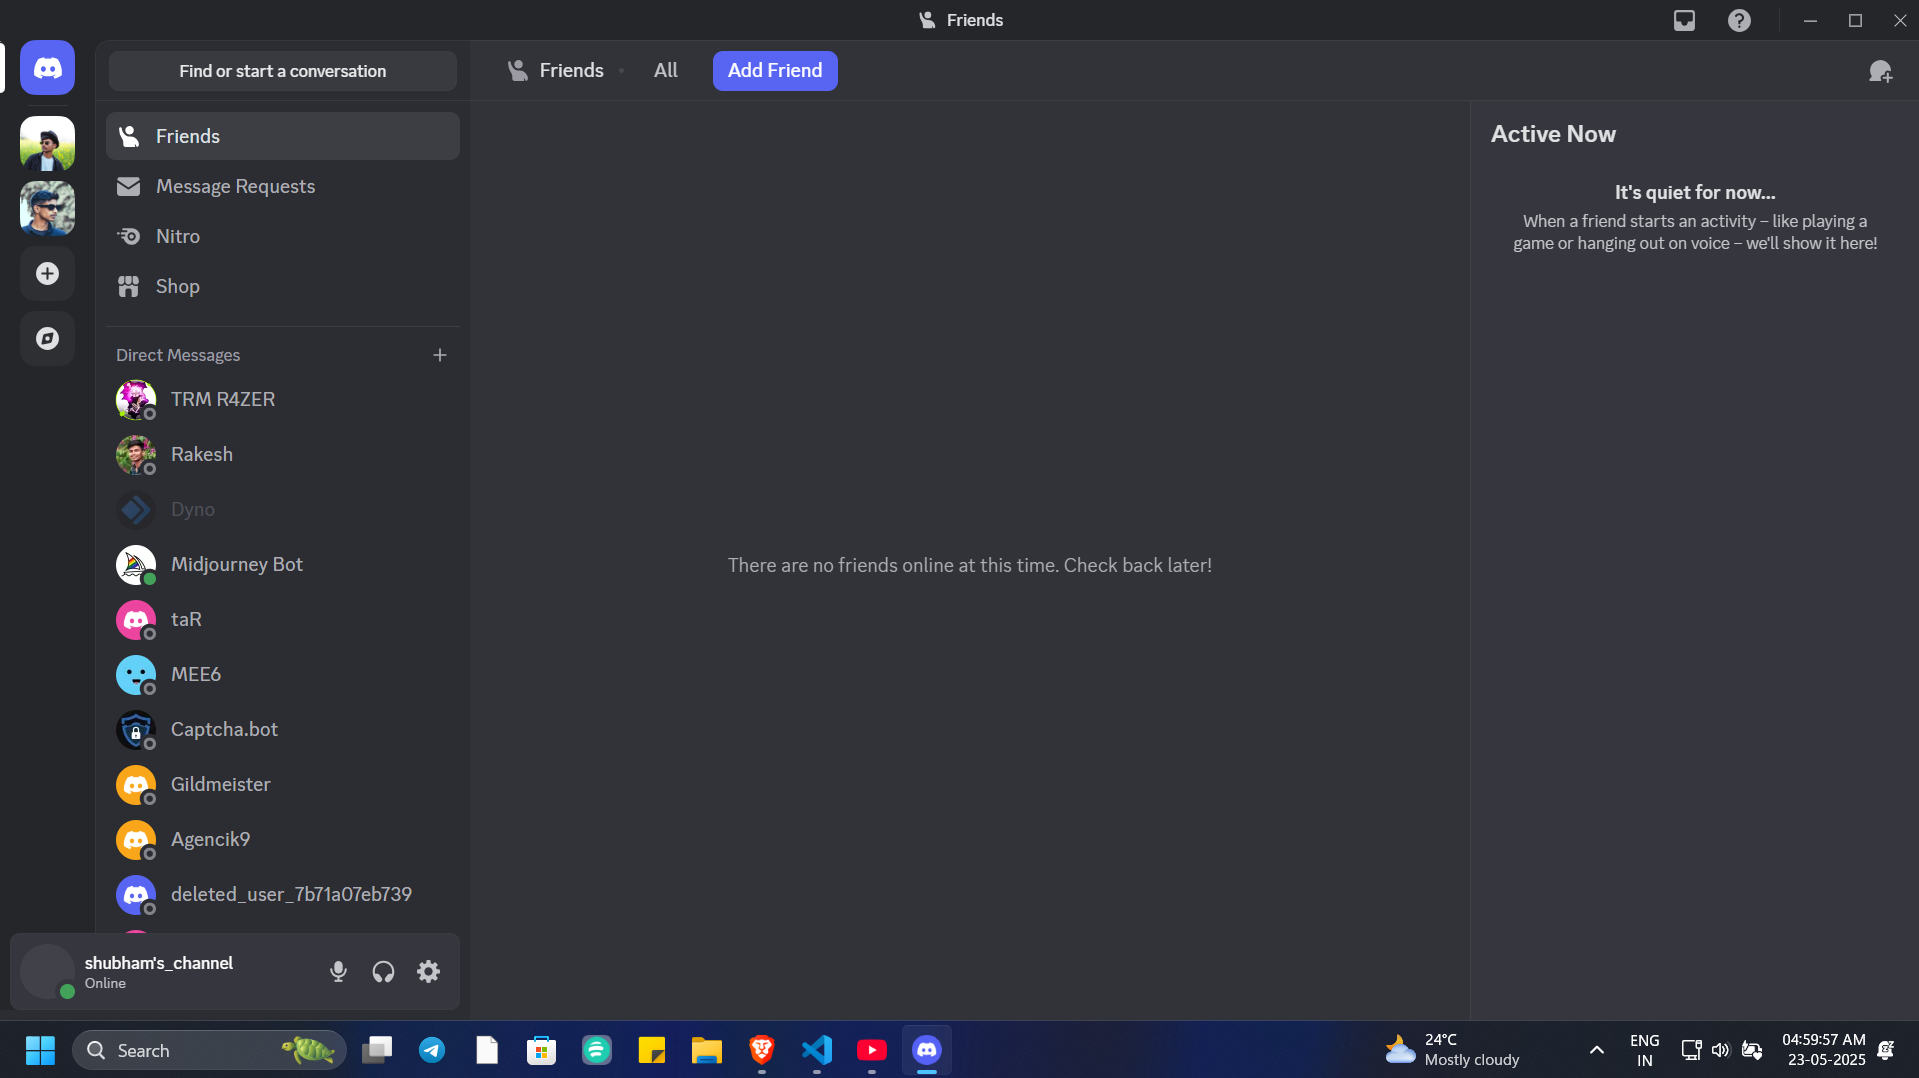 Friends
Find or start a conversation
Friends
All
Add Friend
Friends
Message Requests
Nitro
Shop
Direct Messages
TRM R4ZER
Rakesh
Dyno
Midjourney Bot
taR
MEE6
Captcha.bot
Gildmeister
Agencik9
deleted_user_7b71a07eb739
shubham's_channel
Online
There are no friends online at this time. Check back later!
Active Now
It's quiet for now...
When a friend starts an activity – like playing a
game or hanging out on voice – we'll show it here!
Search
24°C
Mostly cloudy
ENG
IN
04:59:57 AM
23-05-2025